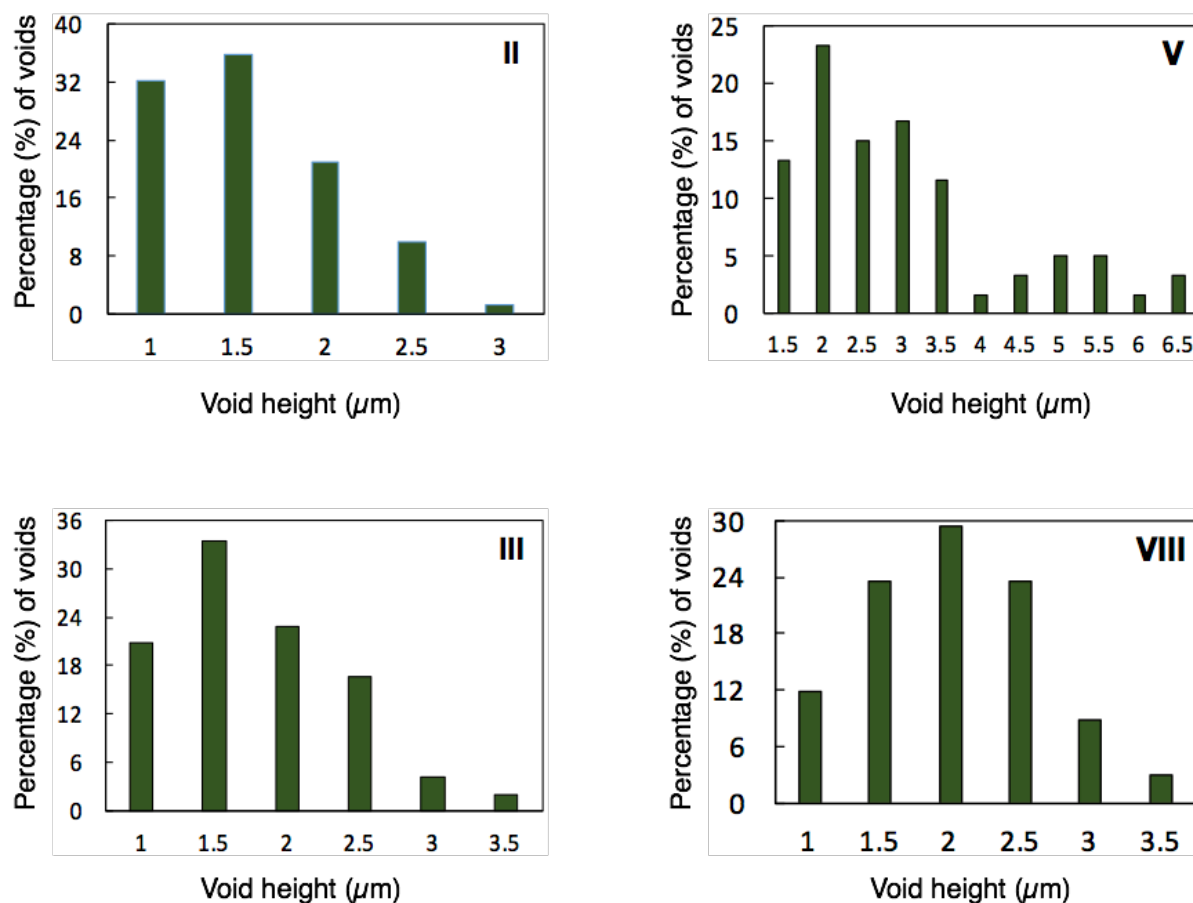 Percentage (%) of voids
40
32
24
16
8
0
II
1 1.5 2 2.5 3
Void height (µm)
Percentage (%) of voids
25
20
15
10
5
0
V
1.5 2 2.5 3 3.5 4 4.5 5 5.5 6 6.5
Void height (µm)
Percentage (%) of voids
36
30
24
18
12
6
0
III
1 1.5 2 2.5 3 3.5
Void height (µm)
Percentage (%) of voids
30
24
18
12
6
0
VIII
1 1.5 2 2.5 3 3.5
Void height (µm)